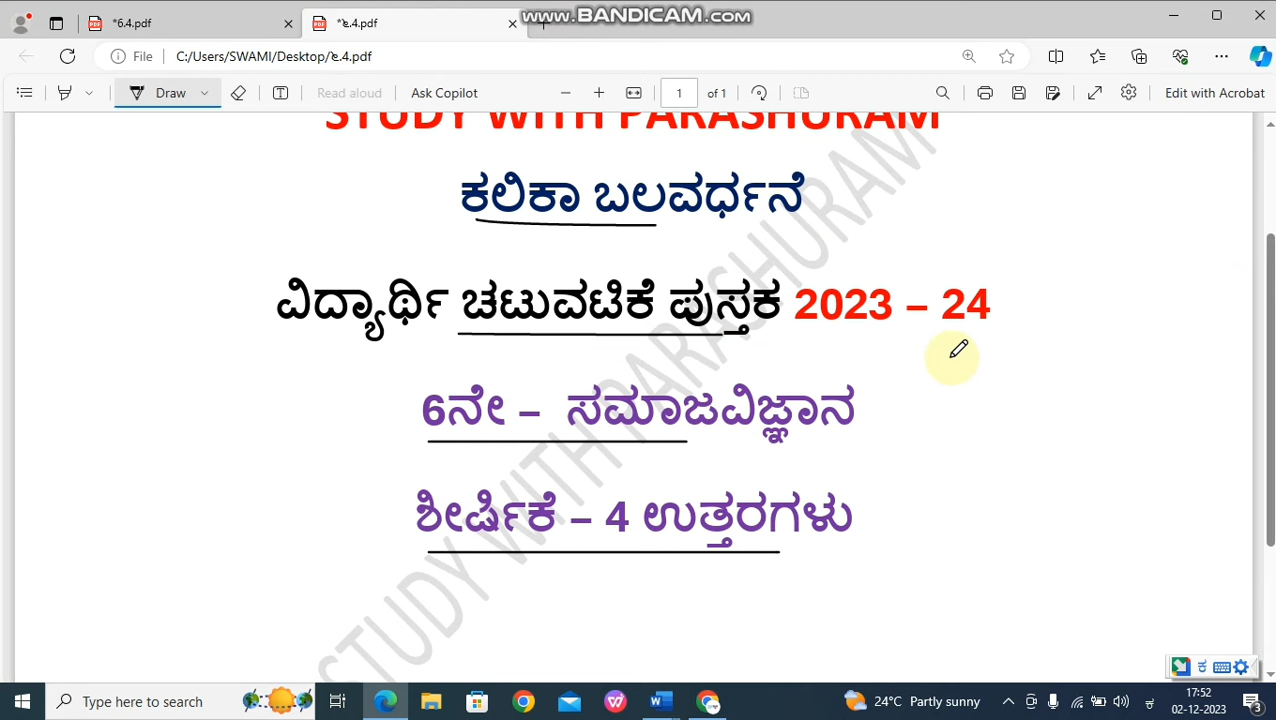 www.BANDICAM.com
*6.4.pdf
*e.4.pdf
File C:/Users/SWAMI/Desktop/e.4.pdf
Draw Read aloud Ask Copilot 1 of 1 Edit with Acrobat
STUDY WITH PARASHURAM
ಕಲಿಕಾ ಬಲವರ್ಧನೆ
ವಿದ್ಯಾರ್ಥಿ ಚಟುವಟಿಕೆ ಪುಸ್ತಕ 2023 – 24
6ನೇ – ಸಮಾಜವಿಜ್ಞಾನ
ಶೀರ್ಷಿಕೆ – 4 ಉತ್ತರಗಳು
STUDY WITH PARASHURAM
Type here to search
24°C Partly sunny
17:52
02-12-2023
3